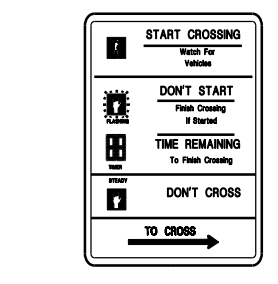 START CROSSING
Watch For
Vehicles
DON'T START
Finish Crossing
If Started
FLASHING
TIME REMAINING
To Finish Crossing
TIMER
STEADY
DON'T CROSS
TO CROSS